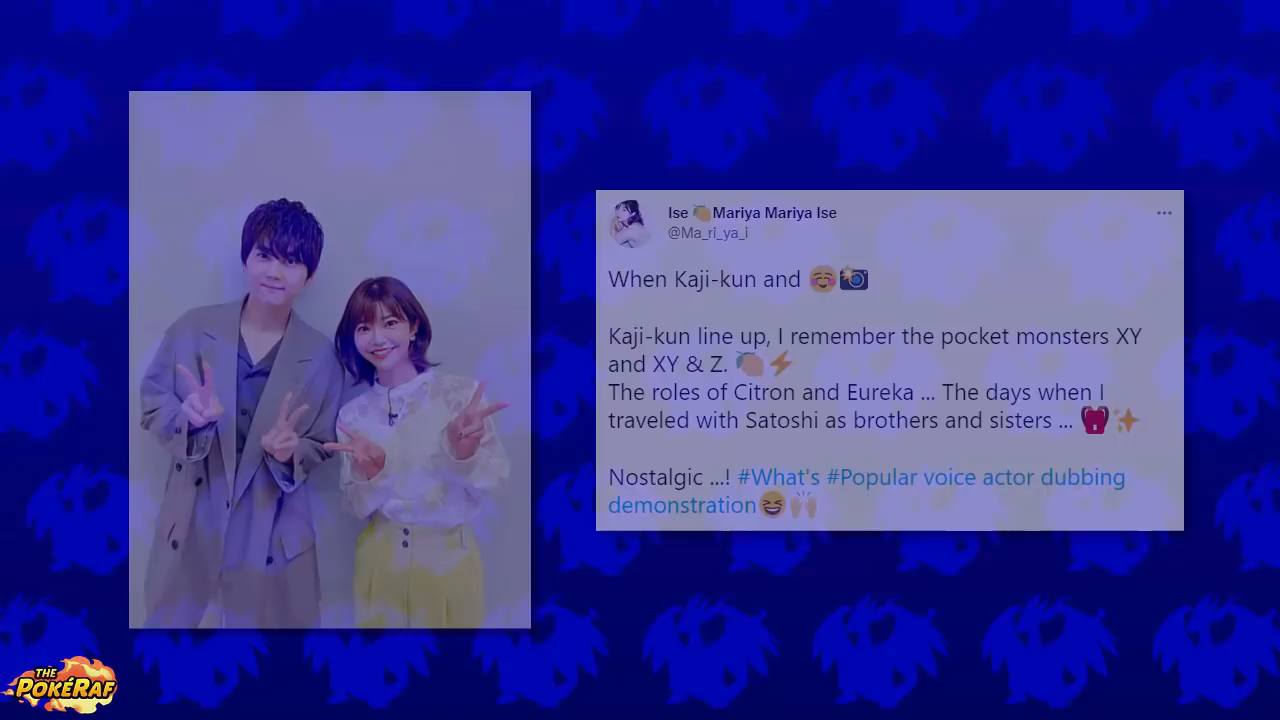 Ise 🍋Mariya Mariya Ise
@Ma_ri_ya_i
When Kaji-kun and ☺️📸
Kaji-kun line up, I remember the pocket monsters XY
and XY & Z. 🍋⚡
The roles of Citron and Eureka ... The days when I
traveled with Satoshi as brothers and sisters ... ✨
Nostalgic ...! #What's #Popular voice actor dubbing
demonstration😆🙌🏻
THE
POKÉRAF